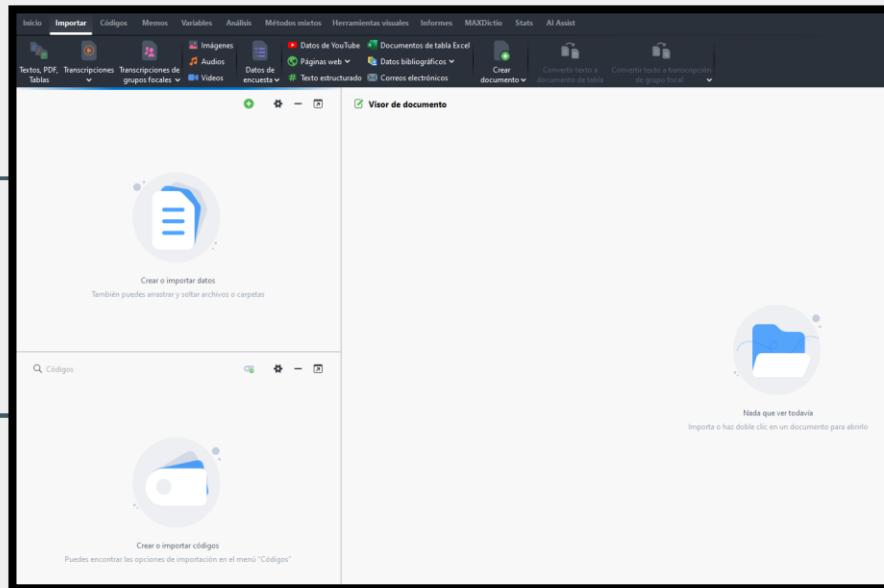 Inicio Importar Códigos Memos Variables Análisis Métodos mixtos Herramientas visuales Informes MAXDictio Stats AI Assist
Textos, PDF, Tablas
Transcripciones
Transcripciones de grupos focales
Imágenes
Audios
Videos
Datos de encuesta
Datos de YouTube
Páginas web
# Texto estructurado
Documentos de tabla Excel
Datos bibliográficos
Correos electrónicos
Crear documento
Convertir texto a documento de tabla
Convertir texto a transcripción de grupo focal
Visor de documento
Crear o importar datos
También puedes arrastrar y soltar archivos o carpetas
Códigos
Crear o importar códigos
Puedes encontrar las opciones de importación en el menú "Códigos"
Nada que ver todavía
Importa o haz doble clic en un documento para abrirlo